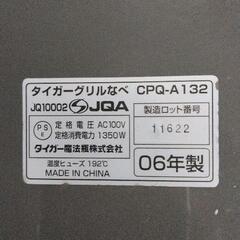 タイガーグリルなべ CPQ-A132
JQ10002 JQA
PSE
定格電圧 AC100V
定格消費電力 1350W
タイガー魔法瓶株式会社
温度ヒューズ 192℃
MADE IN CHINA
製造ロット番号
11622
06年製